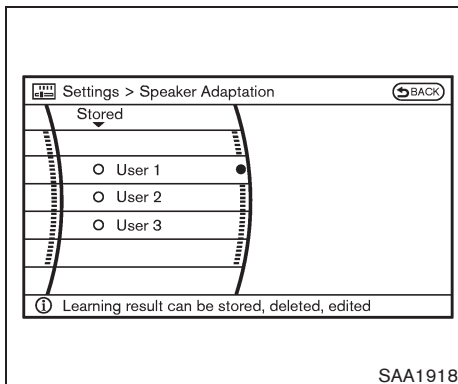 Settings > Speaker Adaptation
BACK
Stored
User 1
User 2
User 3
Learning result can be stored, deleted, edited
SAA1918